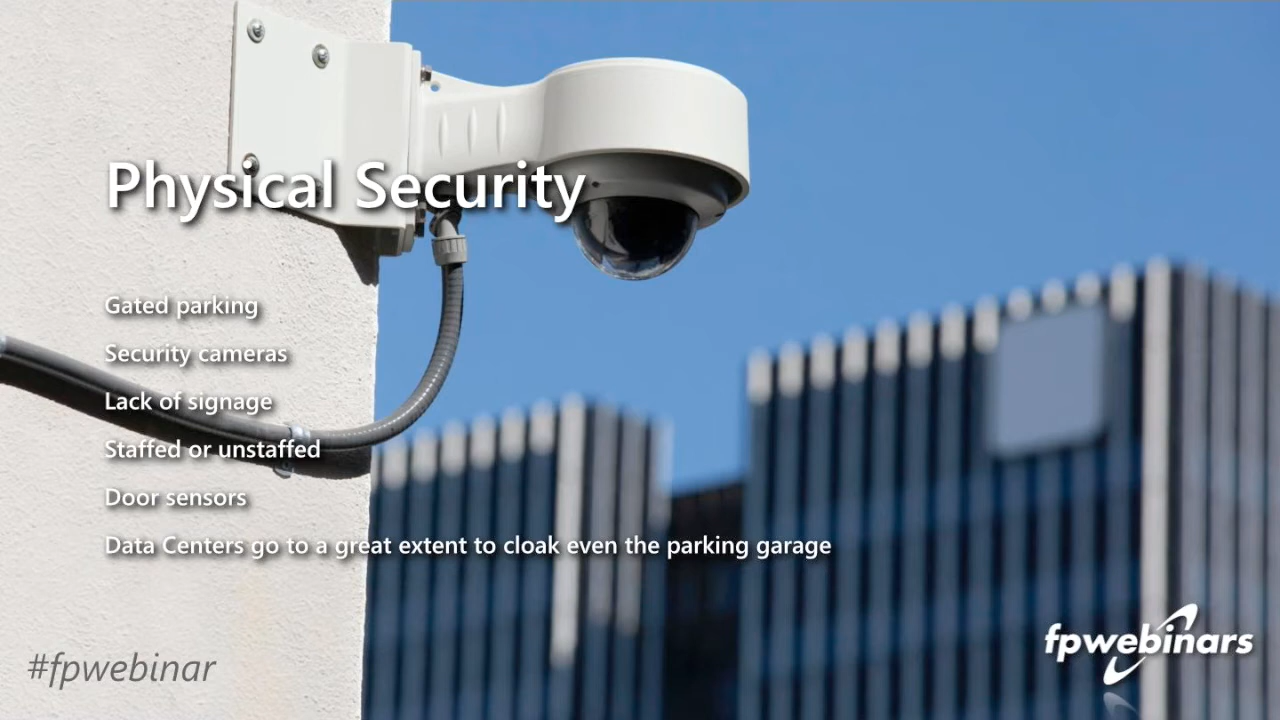 Physical Security
Gated parking
Security cameras
Lack of signage
Staffed or unstaffed
Door sensors
Data Centers go to a great extent to cloak even the parking garage
#fpwebinar
fpwebinars